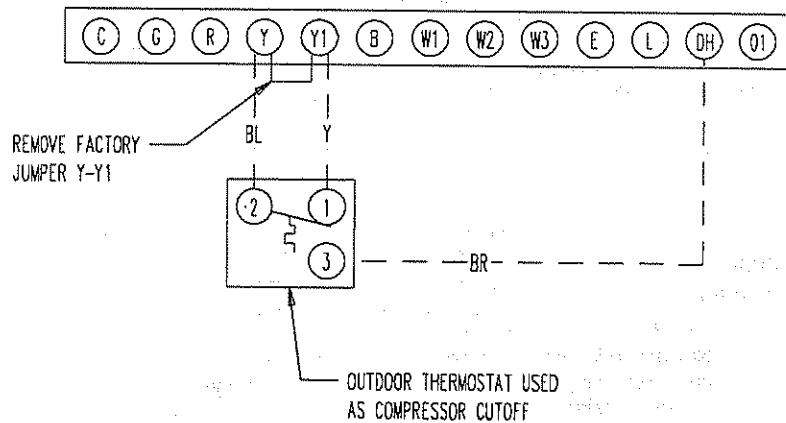 C G R Y Y1 B W1 W2 W3 E L DH O1
REMOVE FACTORY
JUMPER Y-Y1
BL Y
2 1
3
BR
OUTDOOR THERMOSTAT USED
AS COMPRESSOR CUTOFF